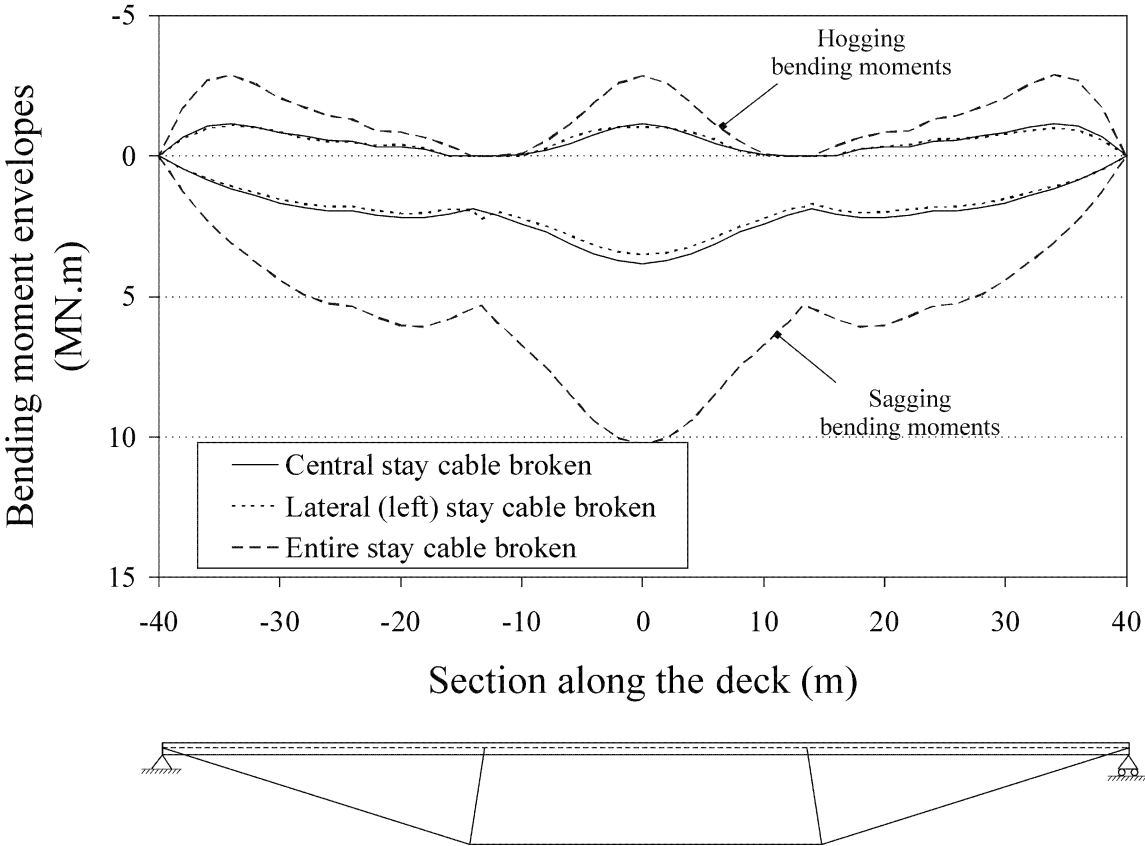 Bending moment envelopes
(MN.m)
-5
0
5
10
15
Hogging
bending moments
Sagging
bending moments
Central stay cable broken
Lateral (left) stay cable broken
Entire stay cable broken
-40 -30 -20 -10 0 10 20 30 40
Section along the deck (m)